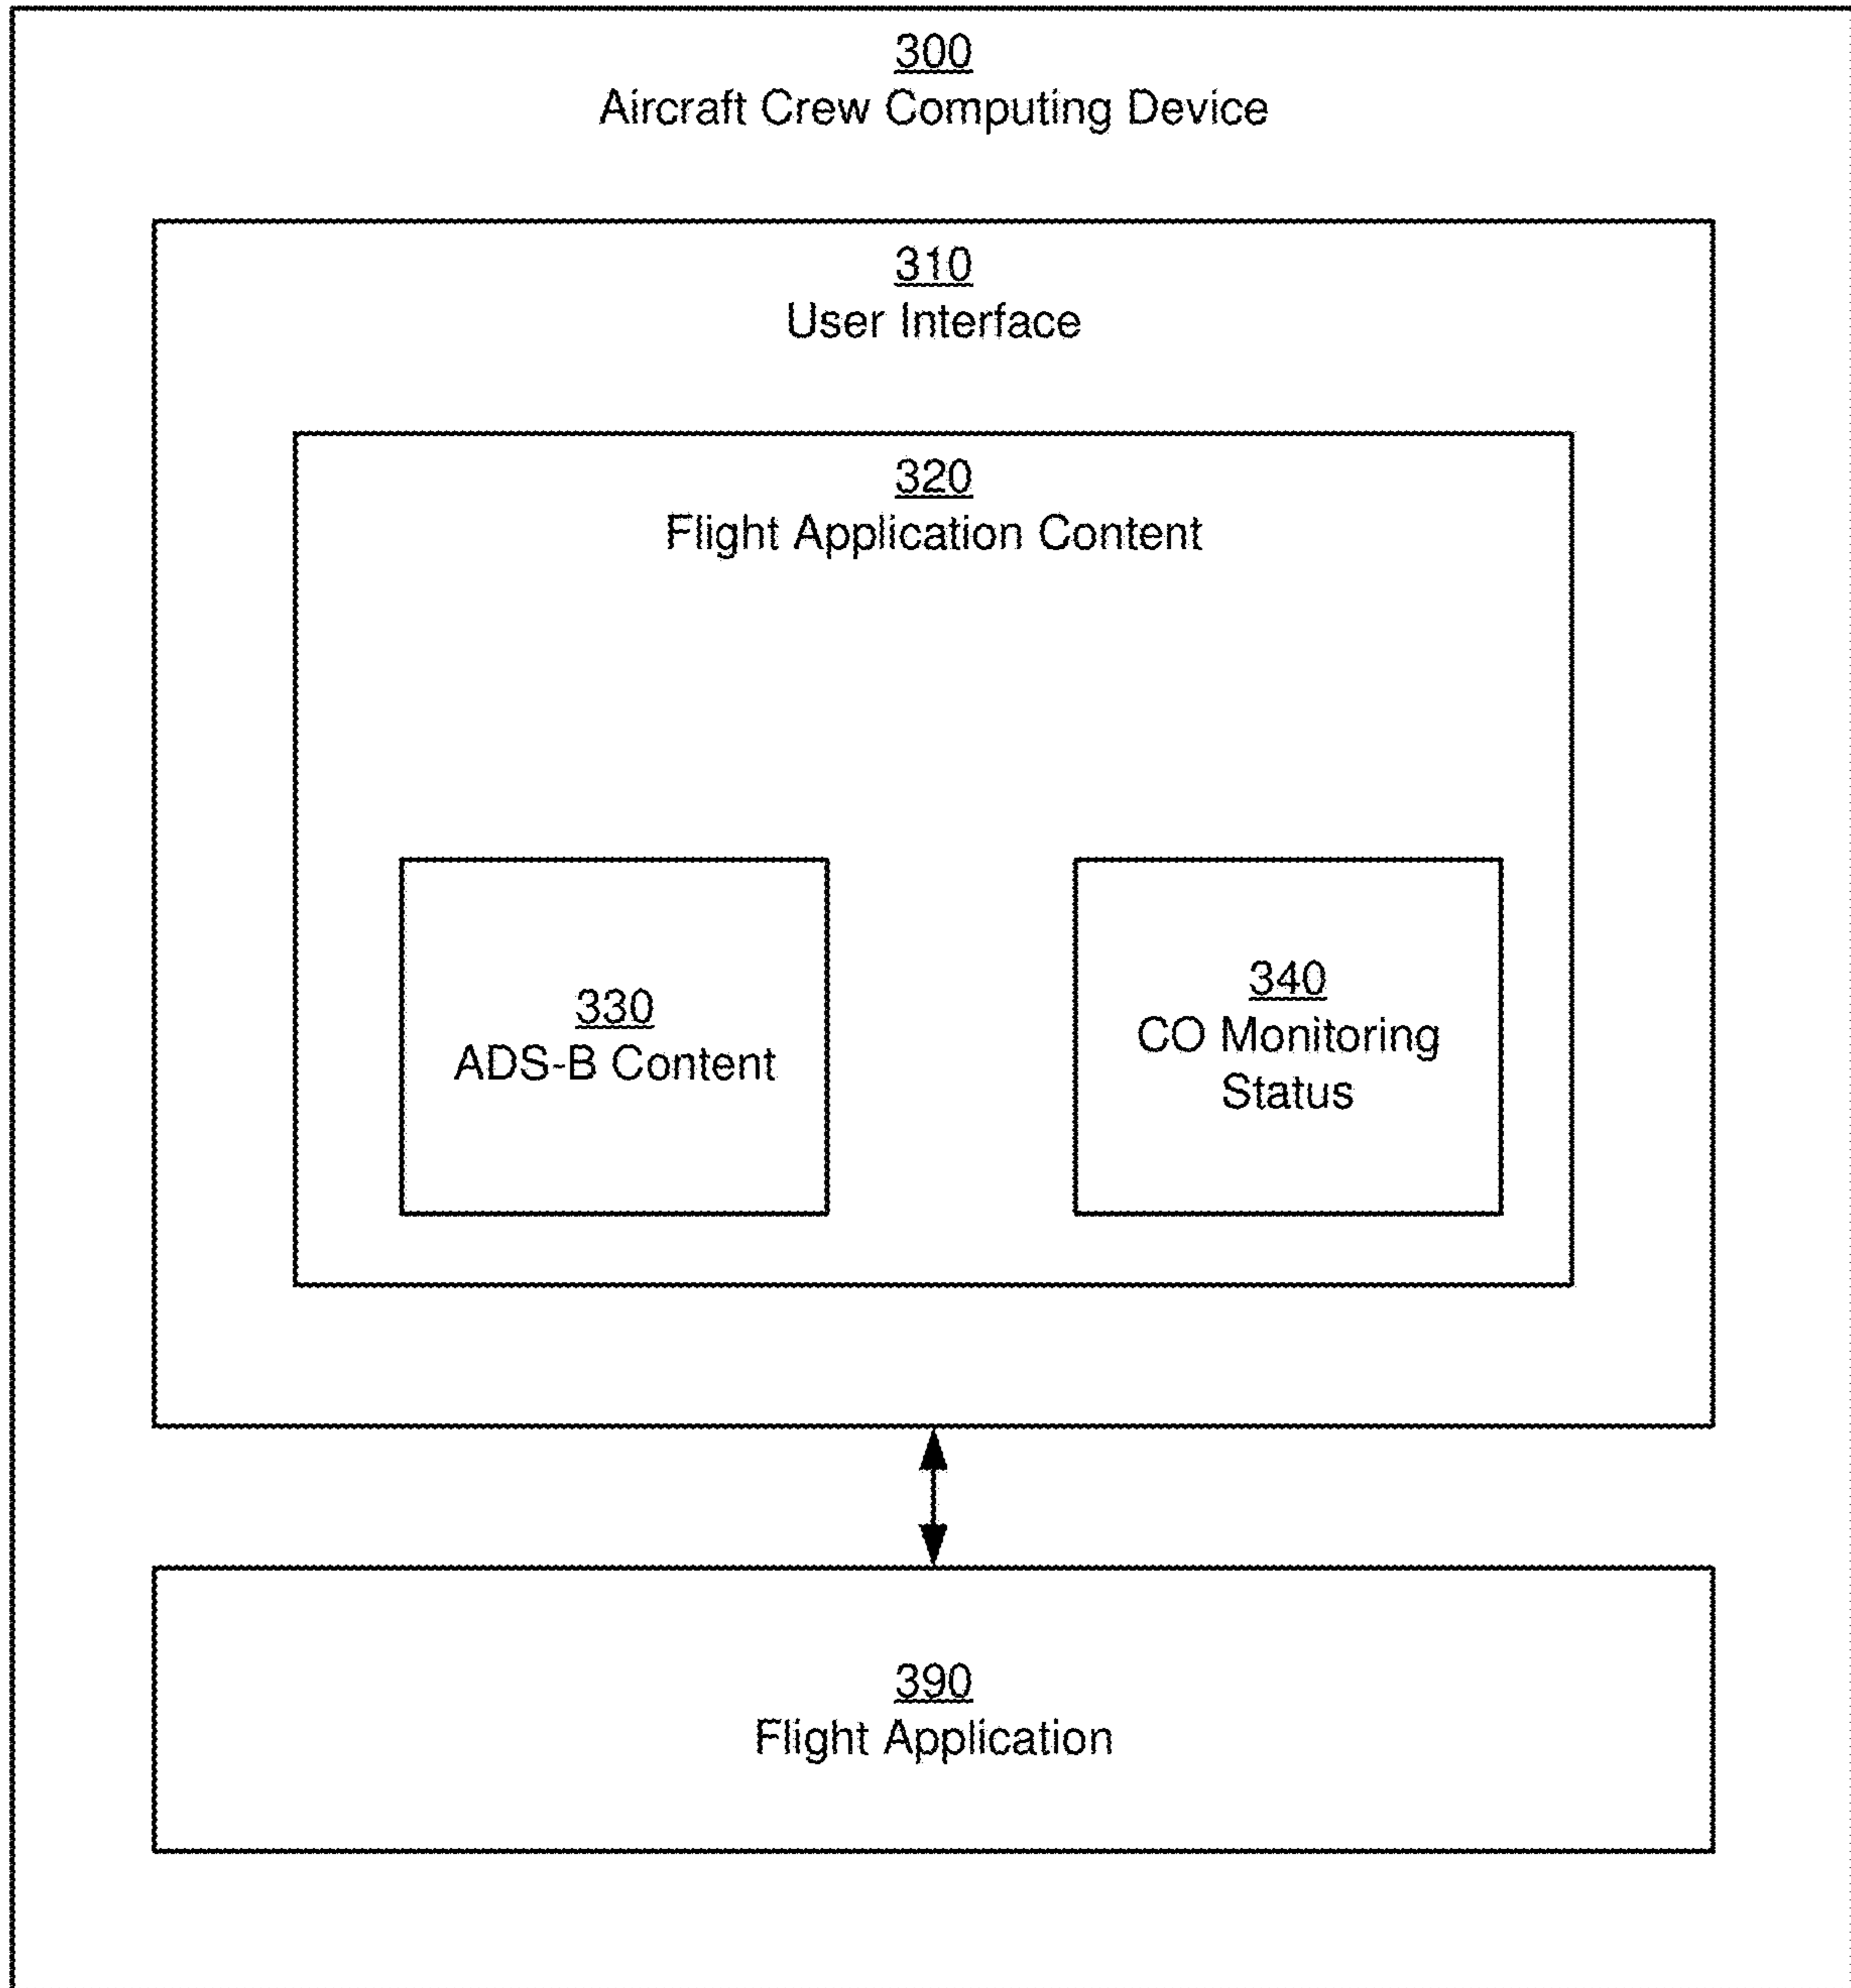 300
Aircraft Crew Computing Device
310
User Interface
320
Flight Application Content
330
ADS-B Content
340
CO Monitoring
Status
390
Flight Application